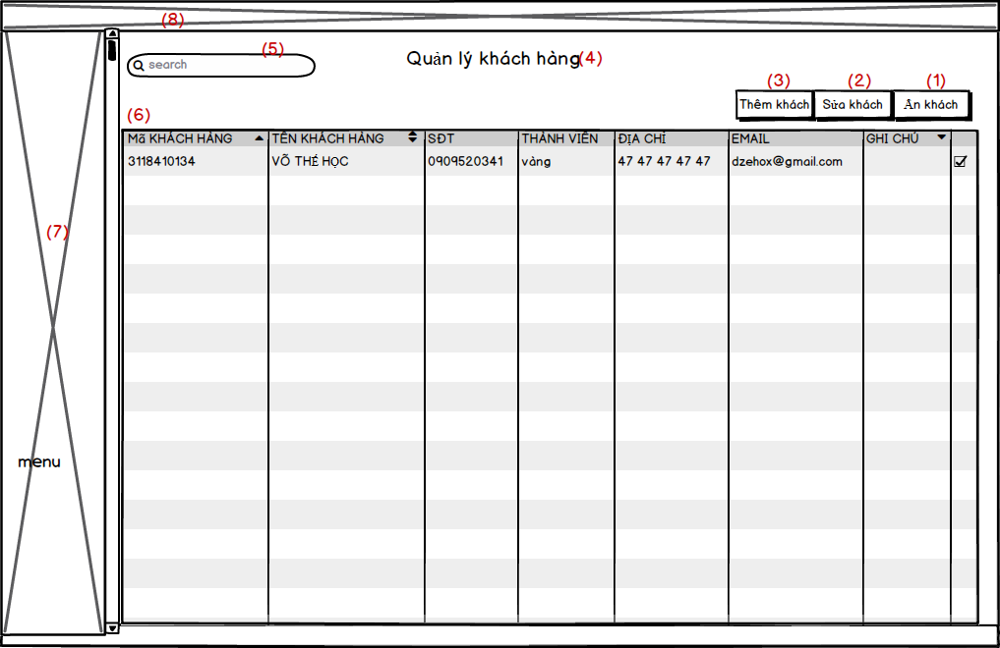 (8)
(5)
search
Quản lý khách hàng(4)
(3) (2) (1)
Thêm khách Sửa khách Ẩn khách
(6)
Mã KHÁCH HÀNG TÊN KHÁCH HÀNG SĐT THÀNH VIÊN ĐỊA CHỈ EMAIL GHI CHÚ
3118410134 VÕ THẾ HỌC 0909520341 vàng 47 47 47 47 47 dzehox@gmail.com
(7)
menu